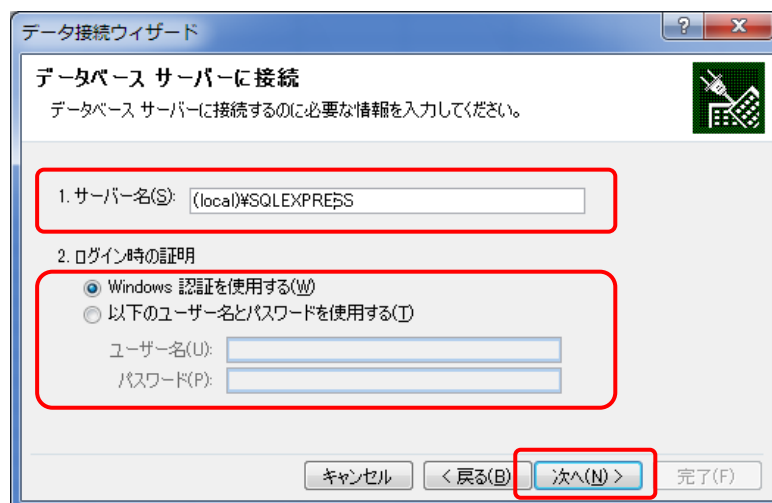 データ接続ウィザード
データベース サーバーに接続
データベース サーバーに接続するのに必要な情報を入力してください。
1. サーバー名(S): (local)¥SQLEXPRESS
2. ログイン時の証明
Windows 認証を使用する(W)
以下のユーザー名とパスワードを使用する(T)
ユーザー名(U):
パスワード(P):
キャンセル < 戻る(B) 次へ(N) > 完了(F)